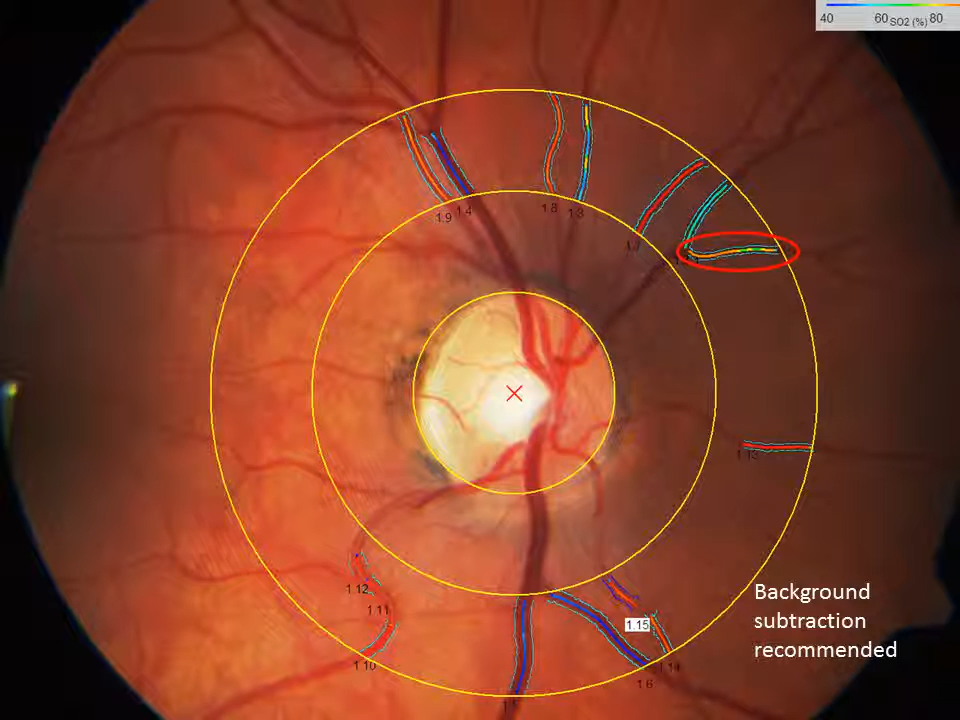 40 60 SO2 (%) 80
1.9 1.4 1.8 1.3
1.7
1.13
1.12
1.11
1.15
1.10
1.14
1.6
Background
subtraction
recommended